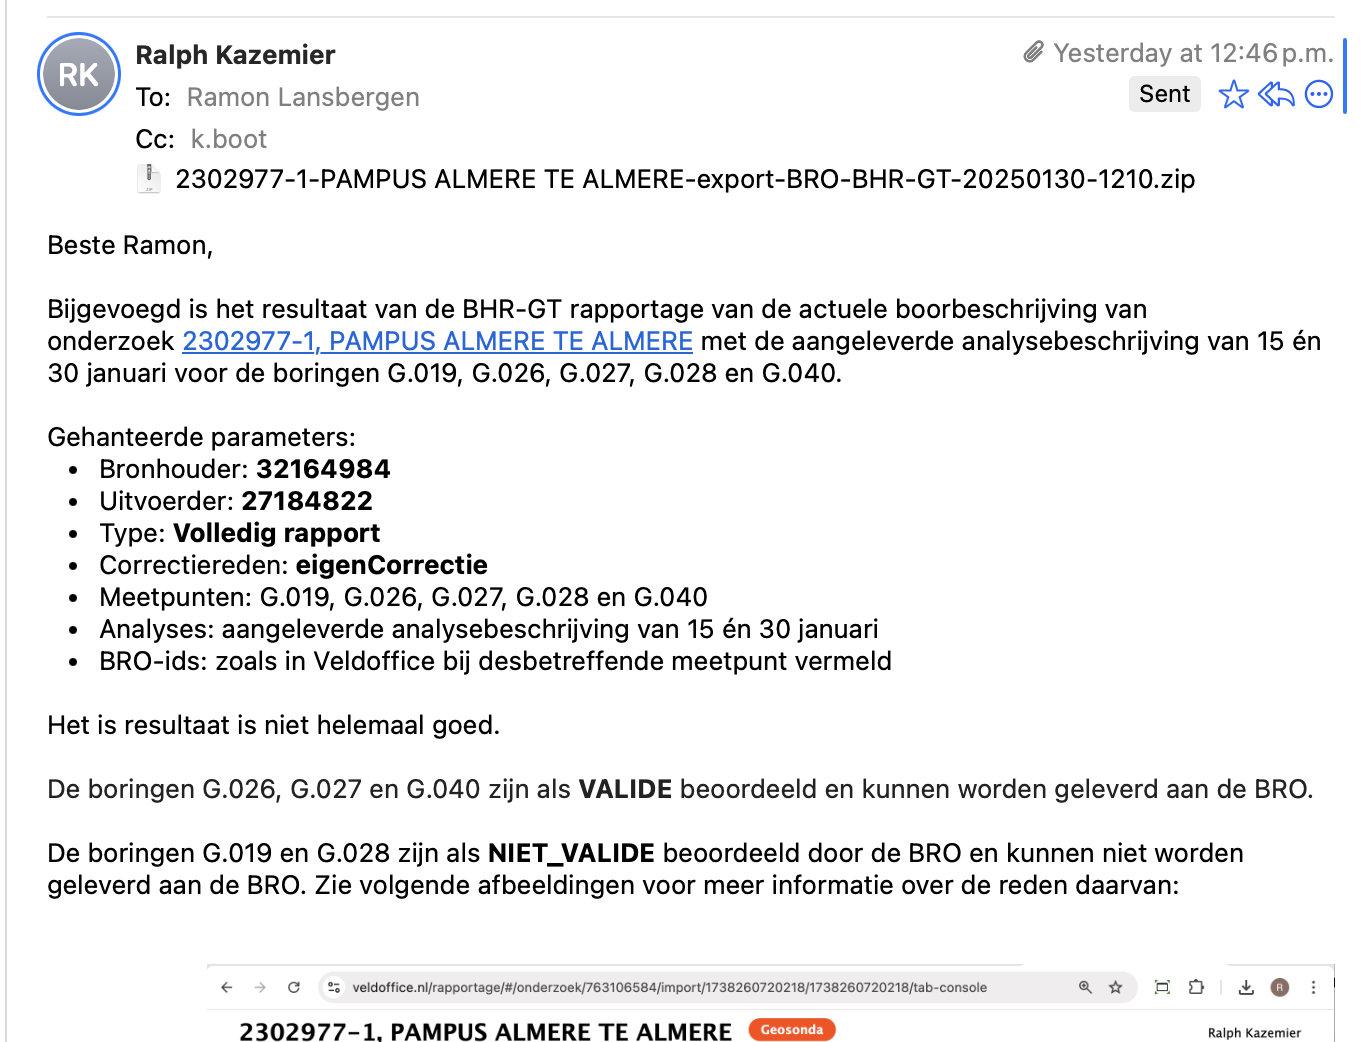 RK
Ralph Kazemier
Yesterday at 12:46 p.m.
To: Ramon Lansbergen
Sent
Cc: k.boot
ZIP
2302977-1-PAMPUS ALMERE TE ALMERE-export-BRO-BHR-GT-20250130-1210.zip
Beste Ramon,
Bijgevoegd is het resultaat van de BHR-GT rapportage van de actuele boorbeschrijving van
onderzoek 2302977-1, PAMPUS ALMERE TE ALMERE met de aangeleverde analysebeschrijving van 15 én
30 januari voor de boringen G.019, G.026, G.027, G.028 en G.040.
Gehanteerde parameters:
• Bronhouder: 32164984
• Uitvoerder: 27184822
• Type: Volledig rapport
• Correctiereden: eigenCorrectie
• Meetpunten: G.019, G.026, G.027, G.028 en G.040
• Analyses: aangeleverde analysebeschrijving van 15 én 30 januari
• BRO-ids: zoals in Veldoffice bij desbetreffende meetpunt vermeld
Het is resultaat is niet helemaal goed.
De boringen G.026, G.027 en G.040 zijn als VALIDE beoordeeld en kunnen worden geleverd aan de BRO.
De boringen G.019 en G.028 zijn als NIET_VALIDE beoordeeld door de BRO en kunnen niet worden
geleverd aan de BRO. Zie volgende afbeeldingen voor meer informatie over de reden daarvan:
veldoffice.nl/rapportage/#/onderzoek/763106584/import/1738260720218/1738260720218/tab-console
R
2302977-1, PAMPUS ALMERE TE ALMERE Geosonda
Ralph Kazemier